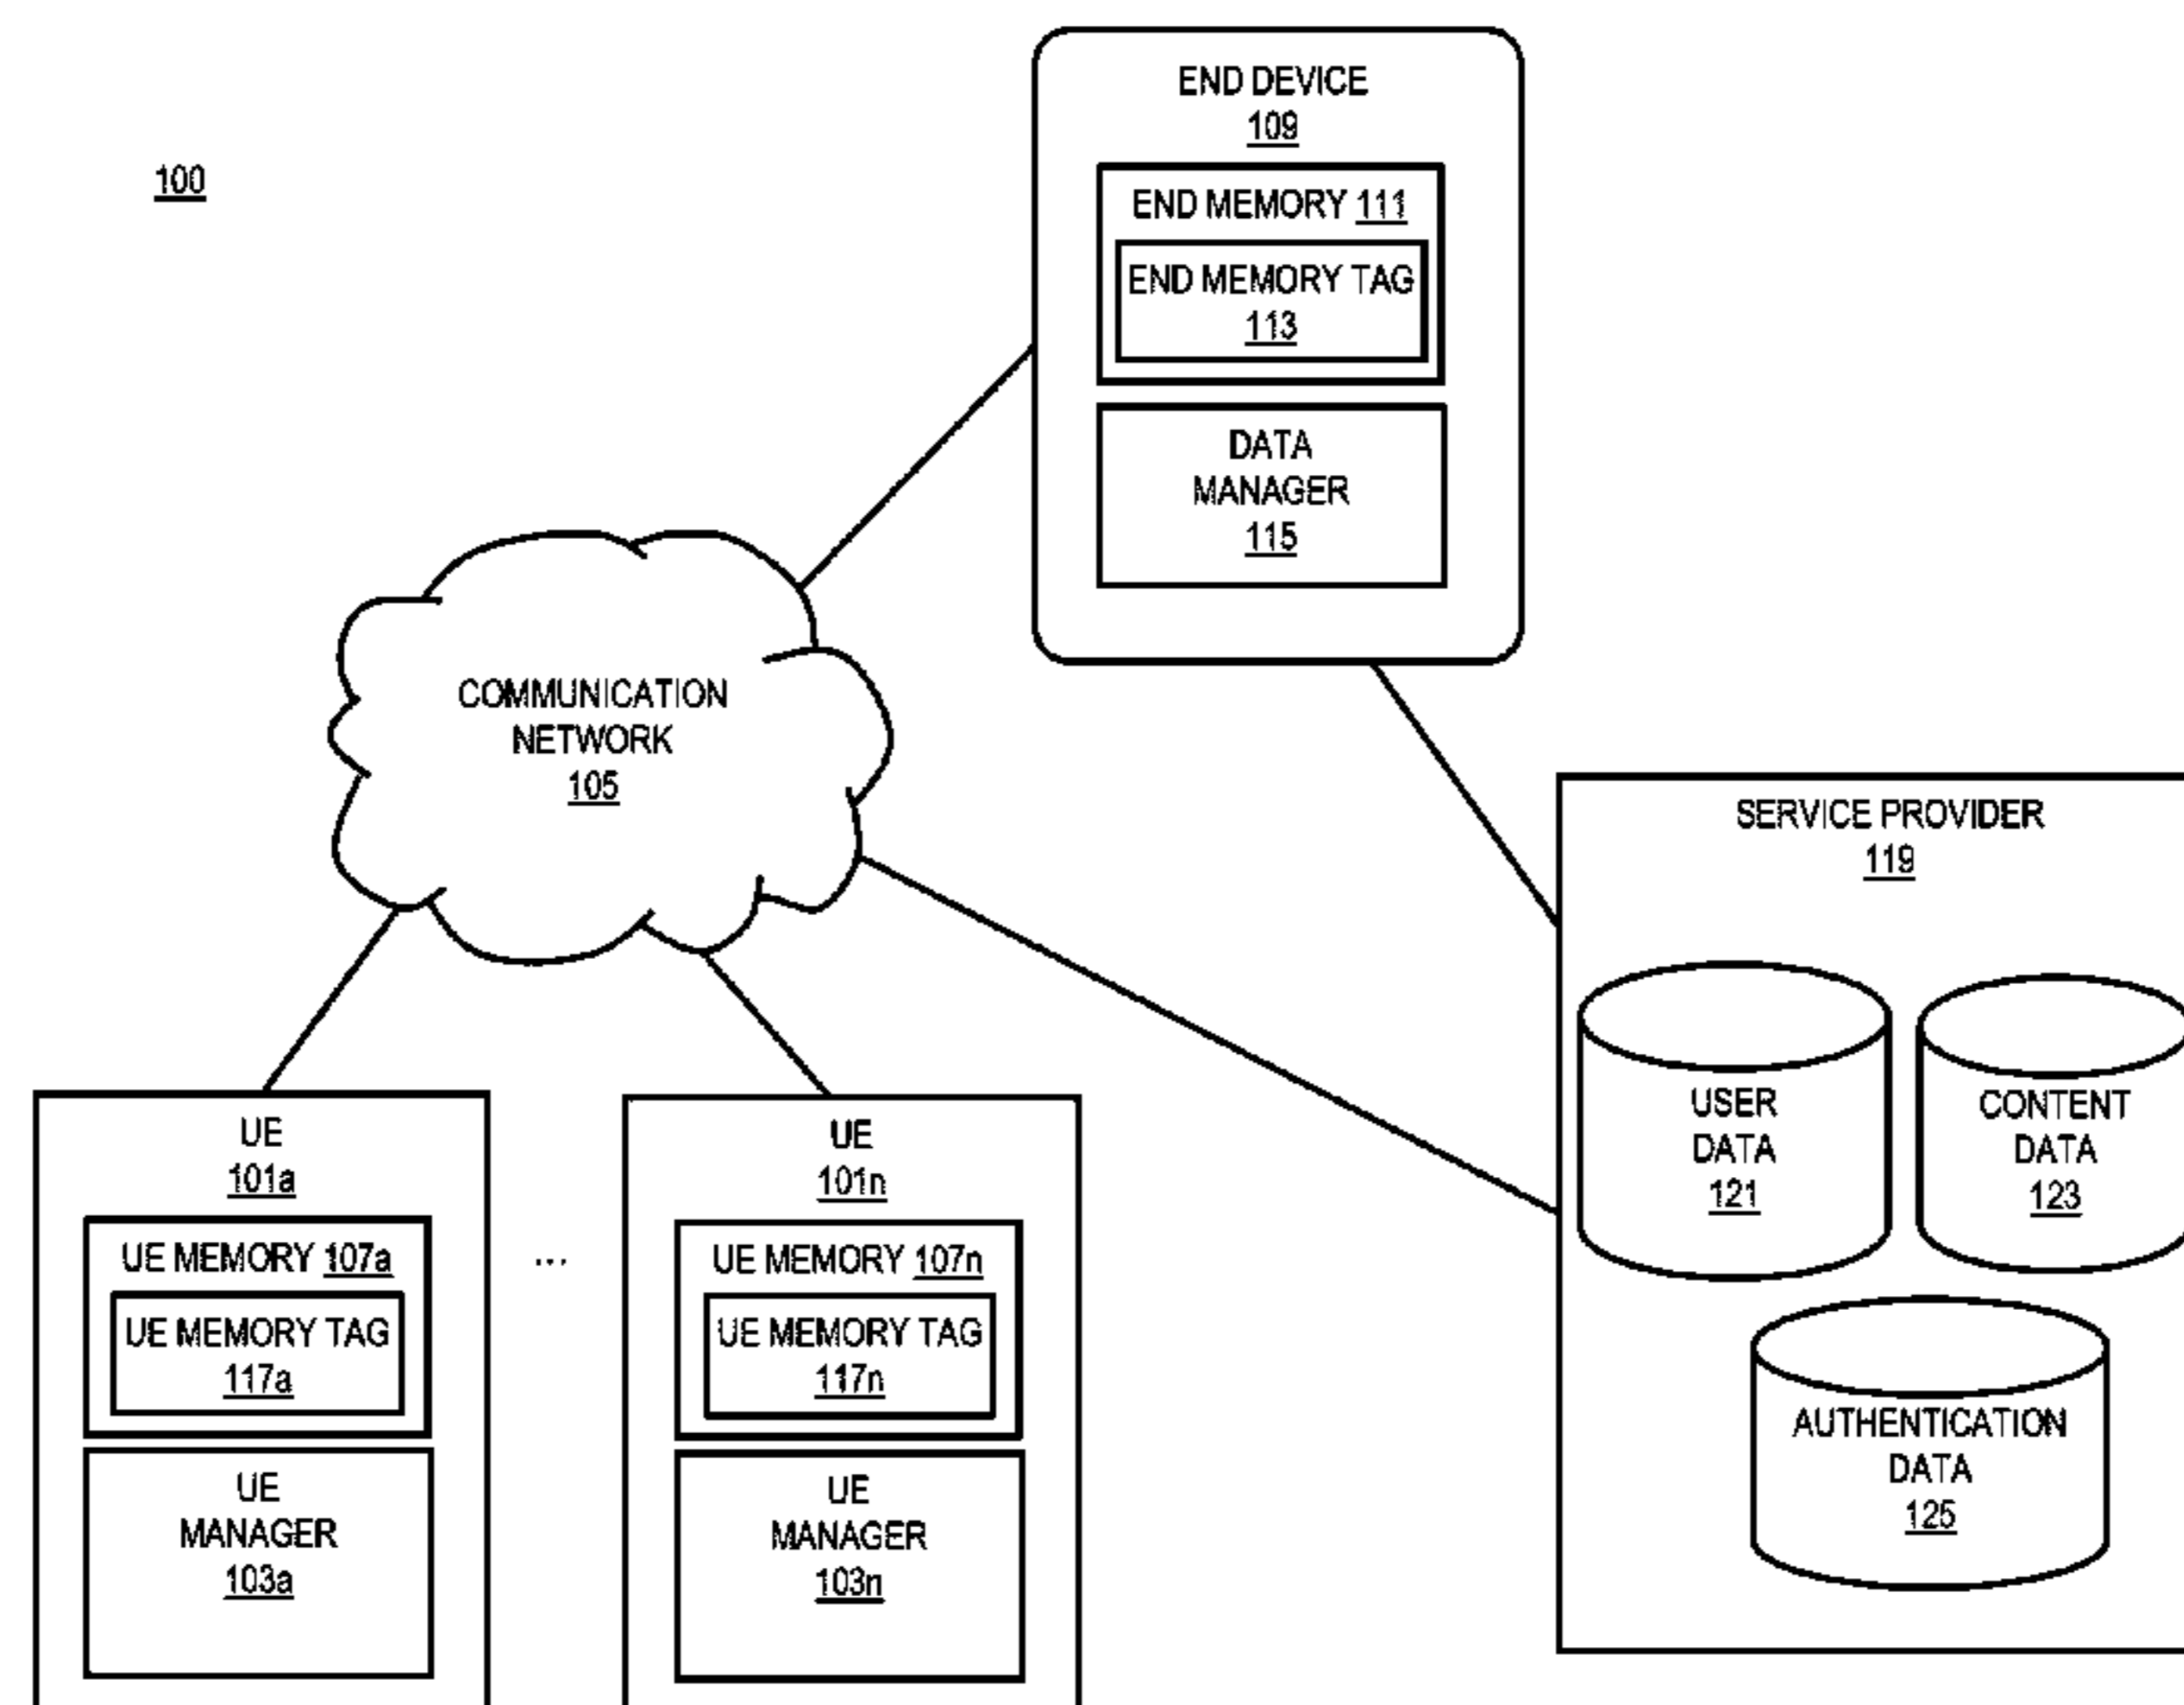 100
END DEVICE
109
END MEMORY 111
END MEMORY TAG
113
DATA
MANAGER
115
COMMUNICATION
NETWORK
105
SERVICE PROVIDER
119
USER
DATA
121
CONTENT
DATA
123
AUTHENTICATION
DATA
125
UE
101a
UE MEMORY 107a
UE MEMORY TAG
117a
UE
MANAGER
103a
...
UE
101n
UE MEMORY 107n
UE MEMORY TAG
117n
UE
MANAGER
103n